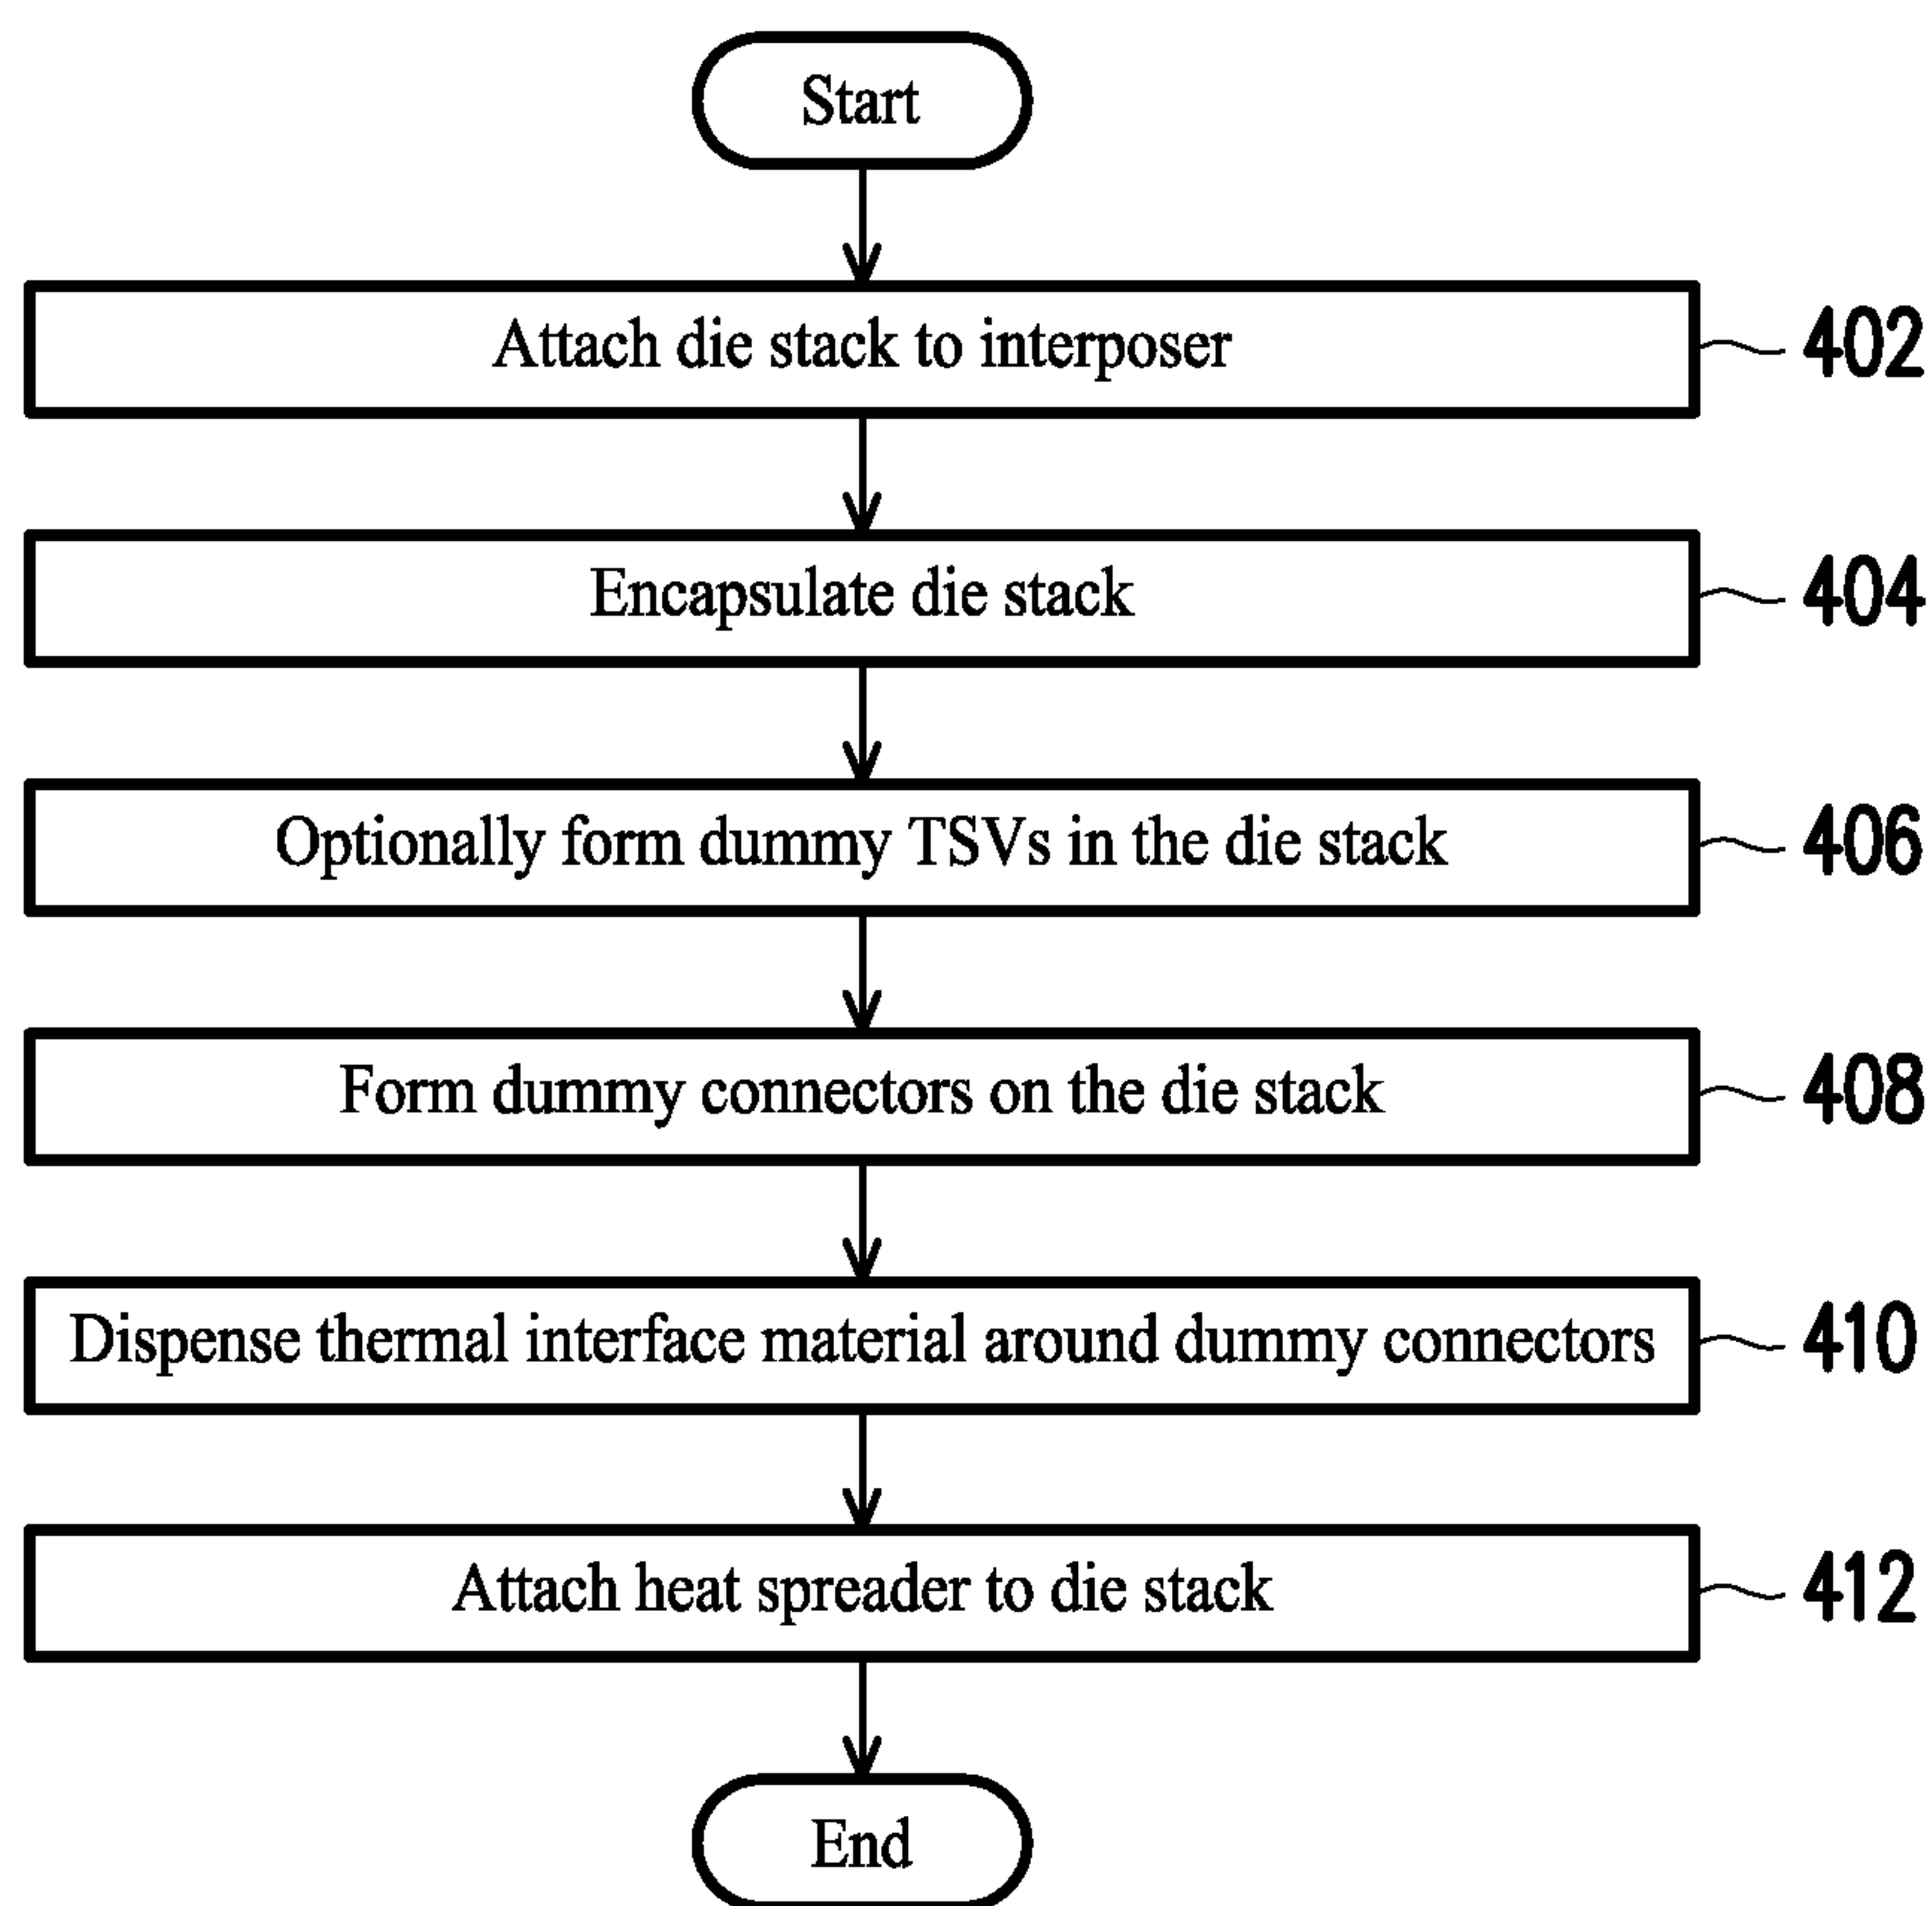 Start
Attach die stack to interposer
402
Encapsulate die stack
404
Optionally form dummy TSVs in the die stack
406
Form dummy connectors on the die stack
408
Dispense thermal interface material around dummy connectors
410
Attach heat spreader to die stack
412
End